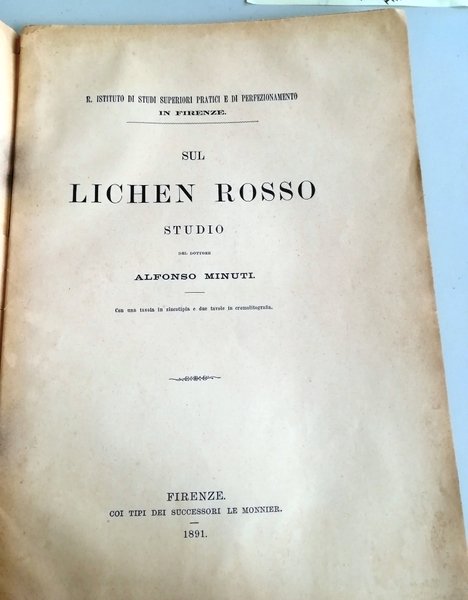 R. ISTITUTO DI STUDI SUPERIORI PRATICI E DI PERFEZIONAMENTO
IN FIRENZE.
SUL
LICHEN ROSSO
STUDIO
DEL DOTTORE
ALFONSO MINUTI.
Con una tavola in zincotipia e due tavole in cromolitografia.
FIRENZE.
COI TIPI DEI SUCCESSORI LE MONNIER.
1891.